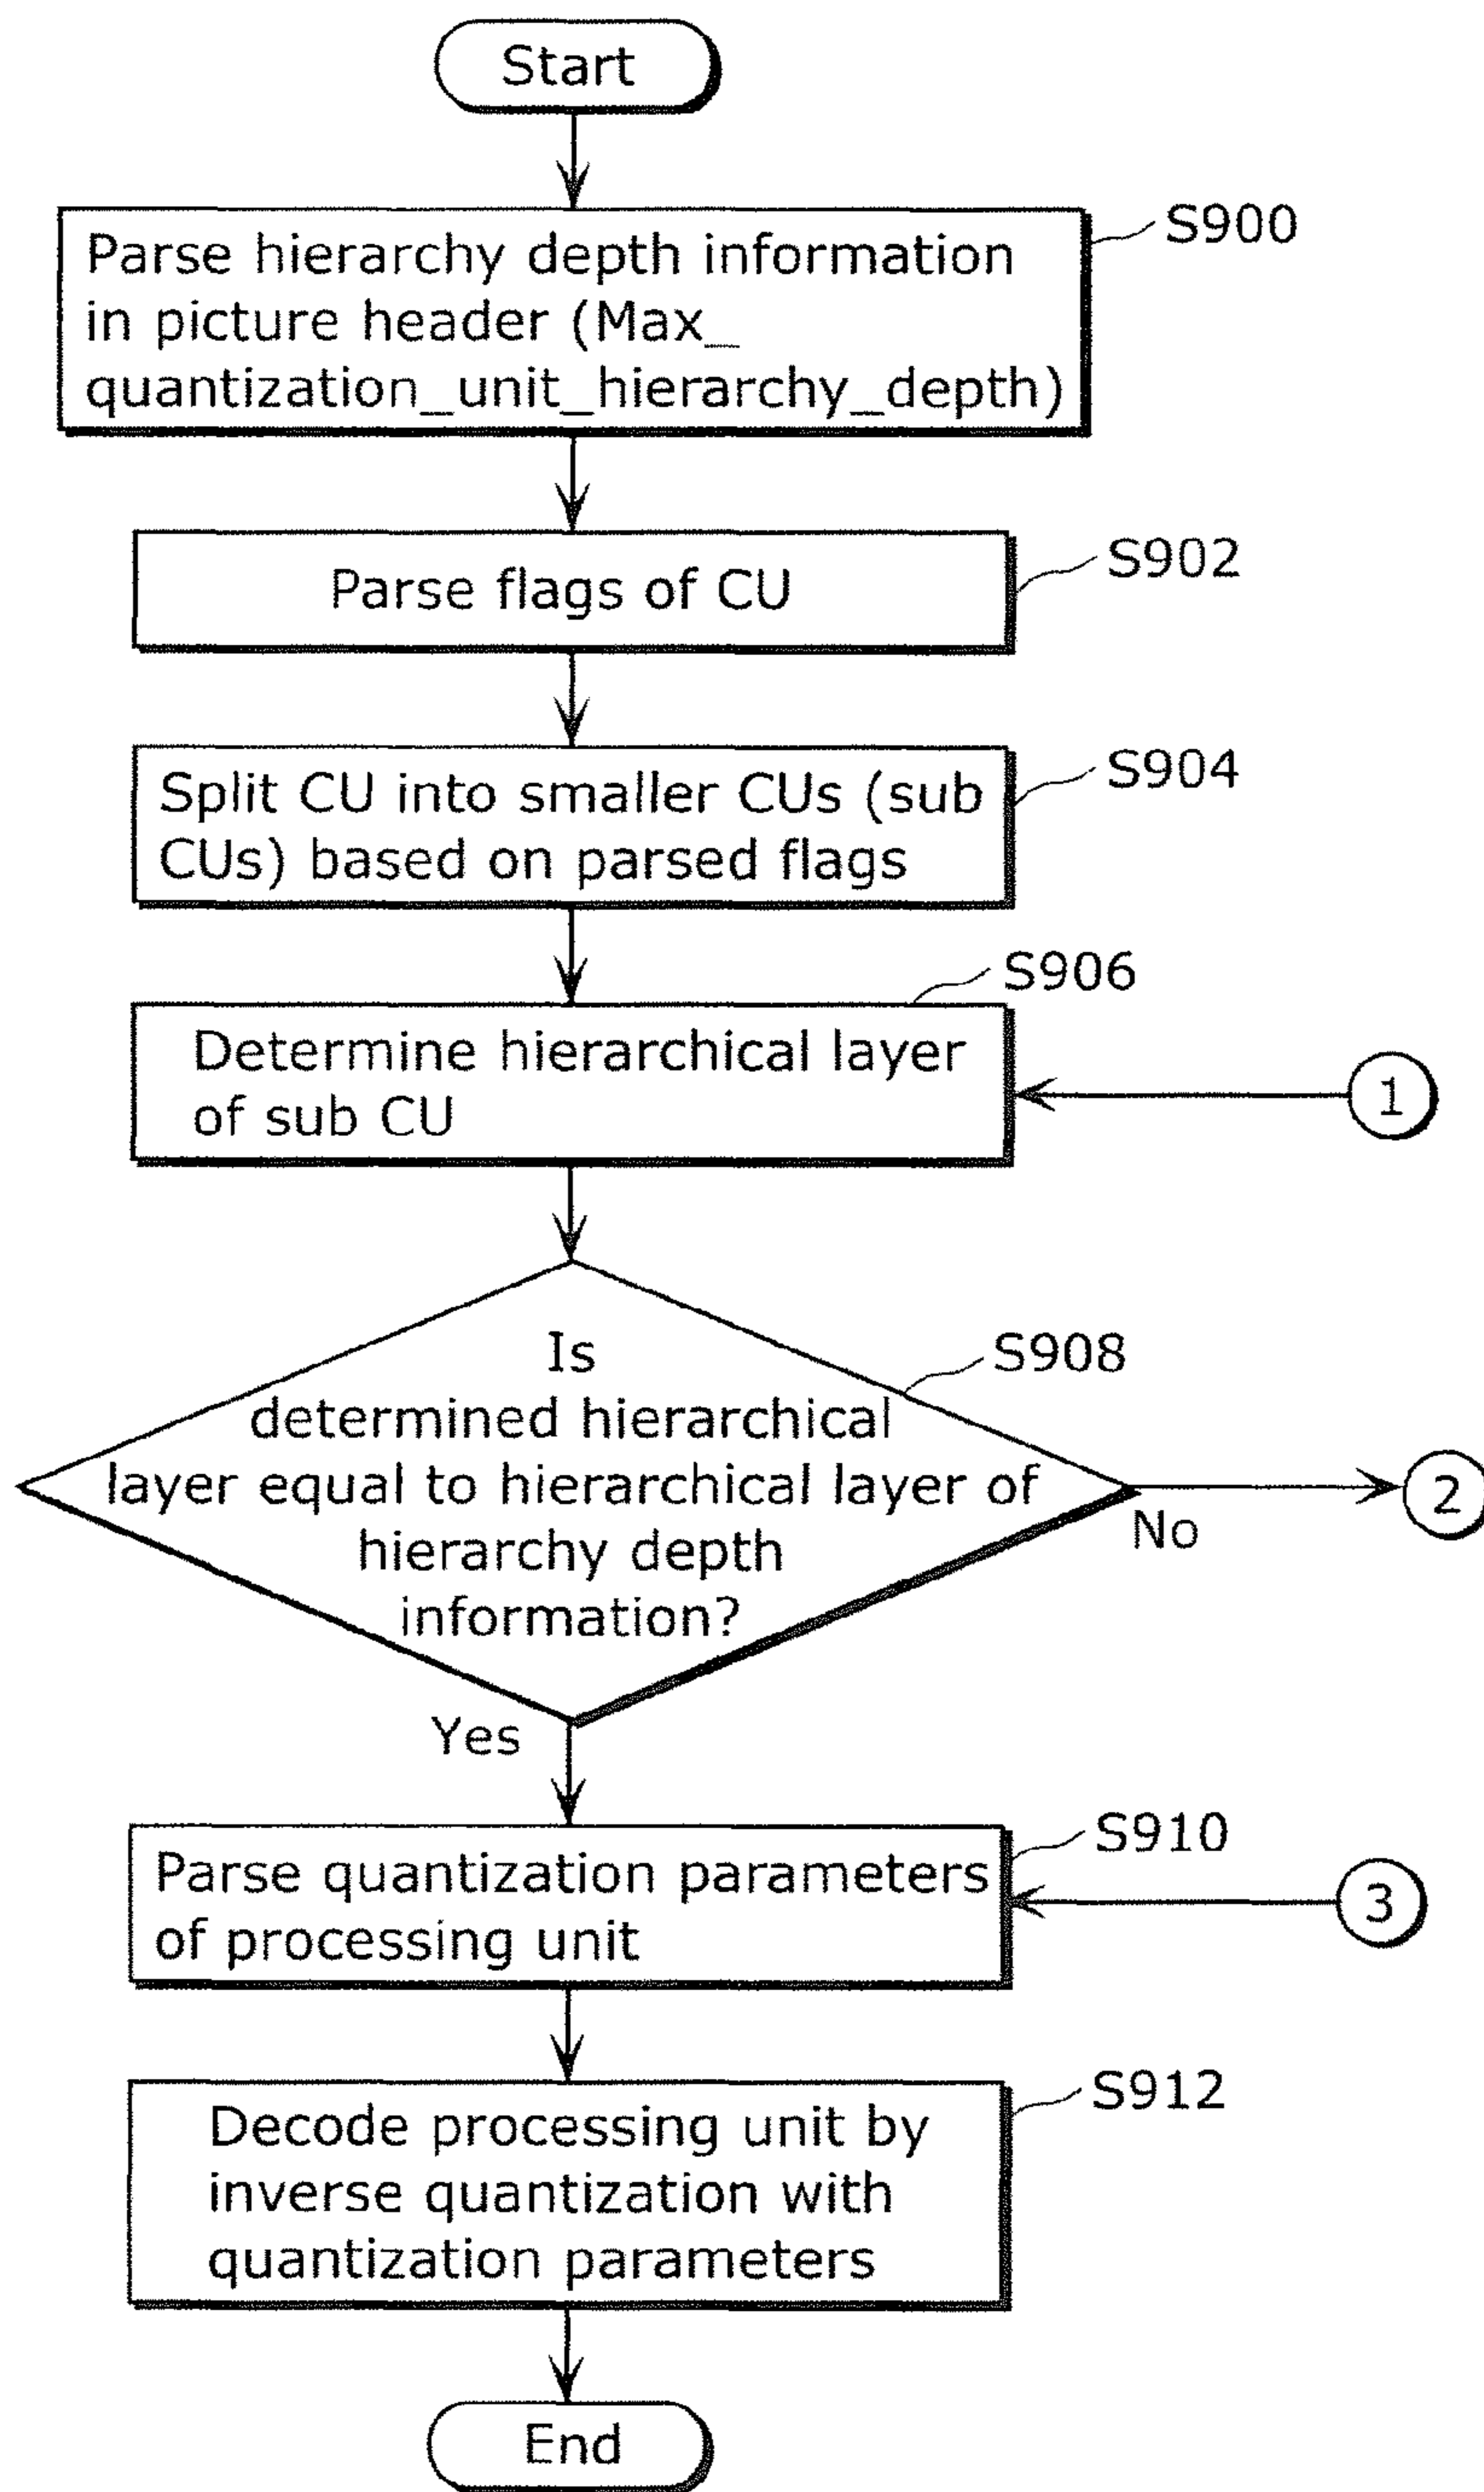 Start
S900
Parse hierarchy depth information
in picture header (Max_
quantization_unit_hierarchy_depth)
S902
Parse flags of CU
S904
Split CU into smaller CUs (sub
CUs) based on parsed flags
S906
Determine hierarchical layer
of sub CU
1
S908
Is
determined hierarchical
layer equal to hierarchical layer of
hierarchy depth
information?
2
No
Yes
S910
Parse quantization parameters
of processing unit
3
S912
Decode processing unit by
inverse quantization with
quantization parameters
End